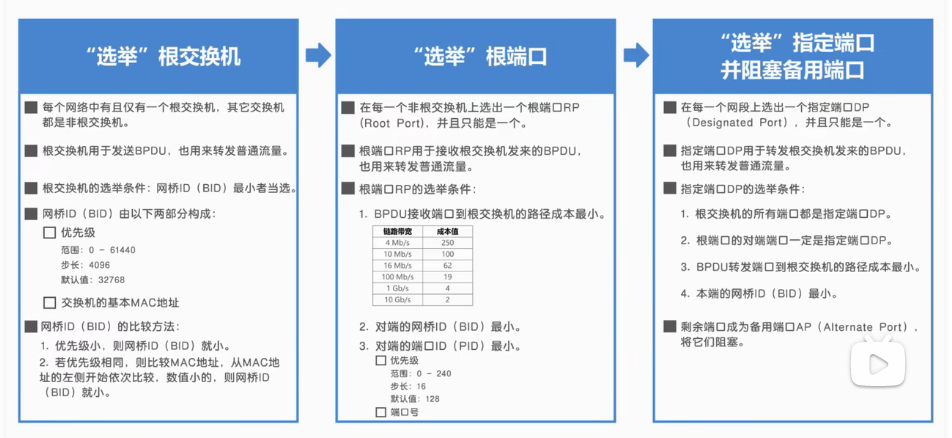 “选举”根交换机
每个网络中有且仅有一个根交换机，其它交换机
都是非根交换机。
根交换机用于发送BPDU，也用来转发普通流量。
根交换机的选举条件：网桥ID（BID）最小者当选。
网桥ID（BID）由以下两部分构成：
优先级
范围：0 - 61440
步长：4096
默认值：32768
交换机的基本MAC地址
网桥ID（BID）的比较方法：
1. 优先级小，则网桥ID（BID）就小。
2. 若优先级相同，则比较MAC地址，从MAC地
址的左侧开始依次比较，数值小的，则网桥ID
（BID）就小。
“选举”根端口
在每一个非根交换机上选出一个根端口RP
(Root Port)，并且只能是一个。
根端口RP用于接收根交换机发来的BPDU，
也用来转发普通流量。
根端口RP的选举条件：
1. BPDU接收端口到根交换机的路径成本最小。
链路带宽 成本值
4 Mb/s 250
10 Mb/s 100
16 Mb/s 62
100 Mb/s 19
1 Gb/s 4
10 Gb/s 2
2. 对端的网桥ID（BID）最小。
3. 对端的端口ID（PID）最小。
优先级
范围：0 - 240
步长：16
默认值：128
端口号
“选举”指定端口
并阻塞备用端口
在每一个网段上选出一个指定端口DP
（Designated Port），并且只能是一个。
指定端口DP用于转发根交换机发来的BPDU，
也用来转发普通流量。
指定端口DP的选举条件：
1. 根交换机的所有端口都是指定端口DP。
2. 根端口的对端端口一定是指定端口DP。
3. BPDU转发端口到根交换机的路径成本最小。
4. 本端的网桥ID（BID）最小。
剩余端口成为备用端口AP（Alternate Port），
将它们阻塞。